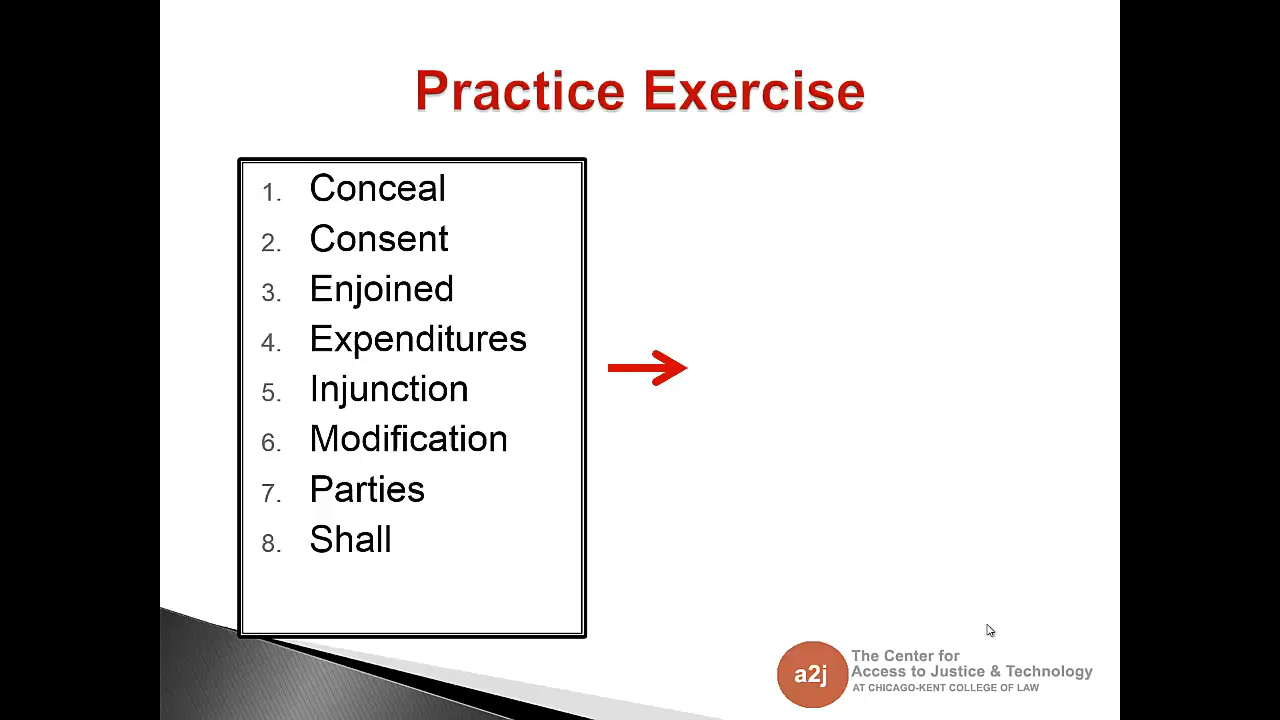 Practice Exercise
1. Conceal
2. Consent
3. Enjoined
4. Expenditures
5. Injunction
6. Modification
7. Parties
8. Shall
a2j
The Center for
Access to Justice & Technology
AT CHICAGO-KENT COLLEGE OF LAW